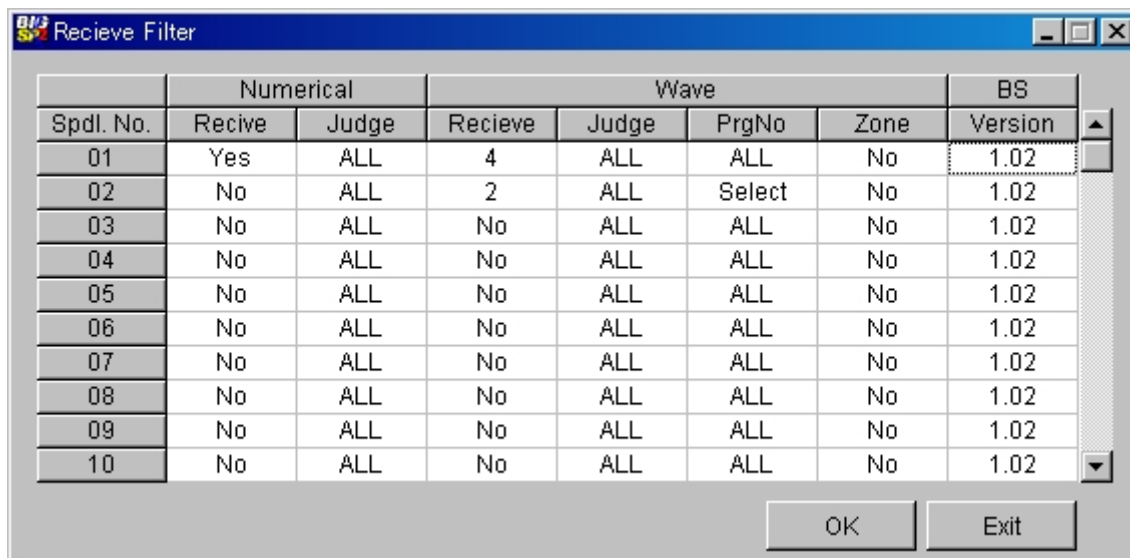 Recieve Filter
Numerical Wave BS
Spdl. No. Recive Judge Recieve Judge PrgNo Zone Version
01 Yes ALL 4 ALL ALL No 1.02
02 No ALL 2 ALL Select No 1.02
03 No ALL No ALL ALL No 1.02
04 No ALL No ALL ALL No 1.02
05 No ALL No ALL ALL No 1.02
06 No ALL No ALL ALL No 1.02
07 No ALL No ALL ALL No 1.02
08 No ALL No ALL ALL No 1.02
09 No ALL No ALL ALL No 1.02
10 No ALL No ALL ALL No 1.02
OK Exit